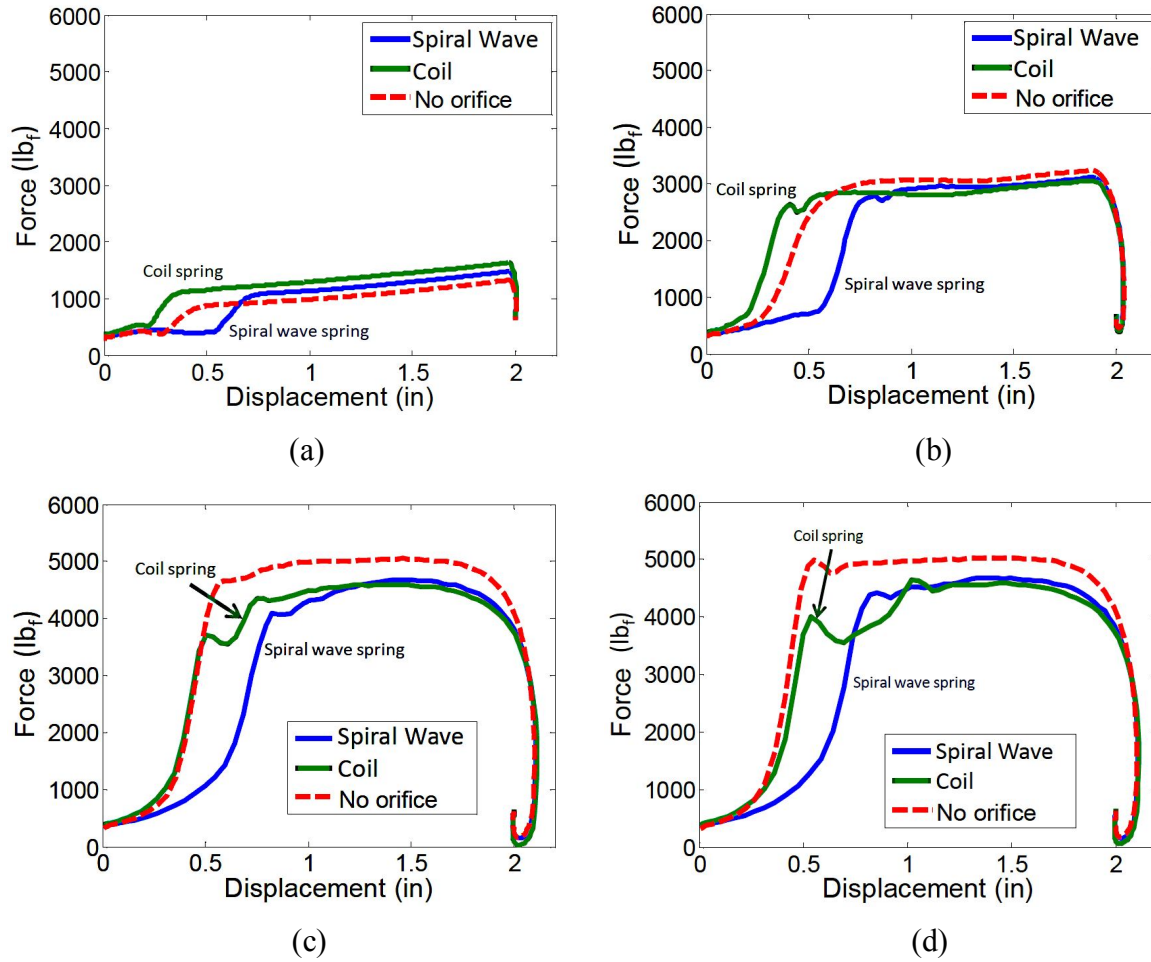 6000
5000
4000
3000
2000
1000
0
Force (lbf)
Spiral Wave
Coil
No orifice
Coil spring
Spiral wave spring
0
0.5
1
1.5
2
Displacement (in)
(a)
6000
5000
4000
3000
2000
1000
0
Force (lbf)
Spiral Wave
Coil
No orifice
Coil spring
Spiral wave spring
0
0.5
1
1.5
2
Displacement (in)
(b)
6000
5000
4000
3000
2000
1000
0
Force (lbf)
Coil spring
Spiral wave spring
Spiral Wave
Coil
No orifice
0
0.5
1
1.5
2
Displacement (in)
(c)
6000
5000
4000
3000
2000
1000
0
Force (lbf)
Coil spring
Spiral wave spring
Spiral Wave
Coil
No orifice
0
0.5
1
1.5
2
Displacement (in)
(d)